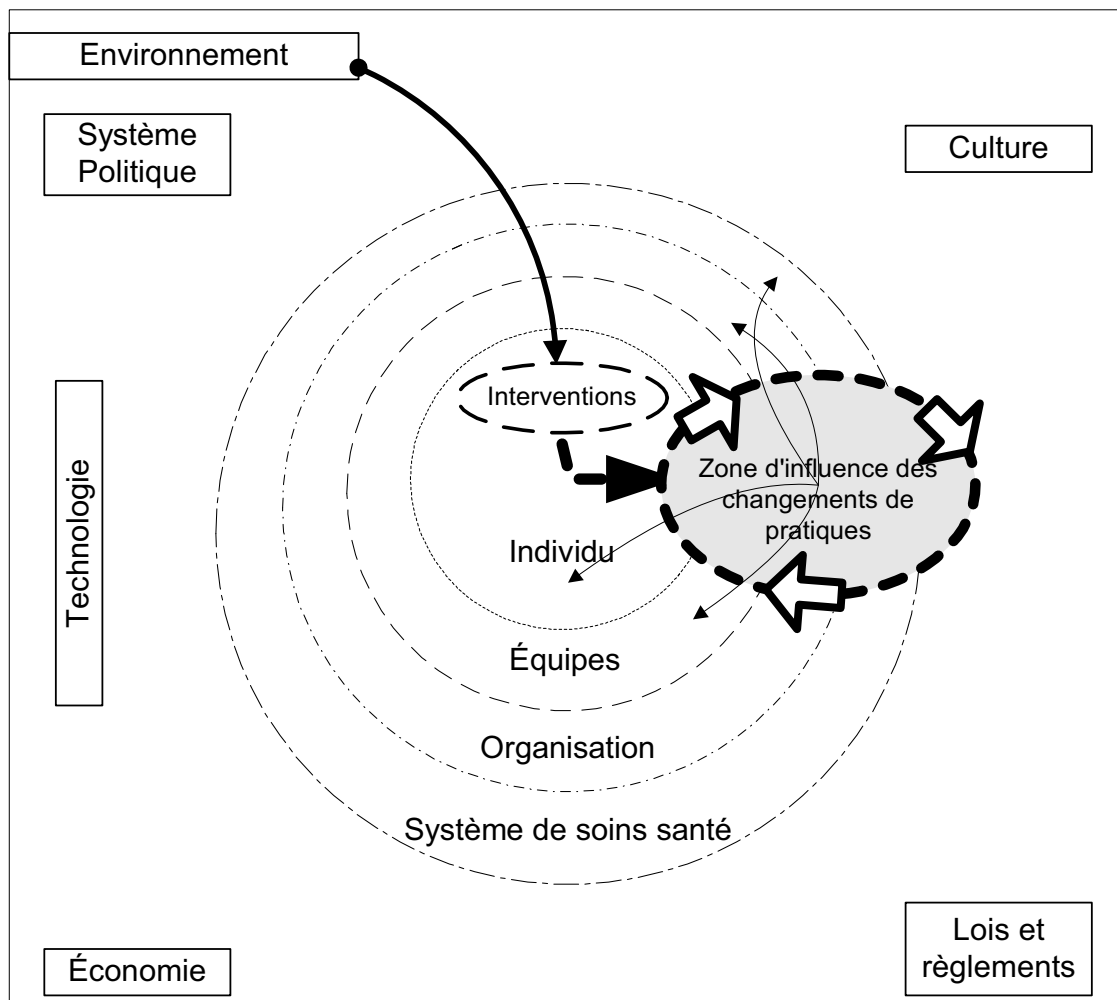 Environnement
Système
Politique
Culture
Interventions
Technologie
Zone d'influence des
changements de
pratiques
Individu
Équipes
Organisation
Système de soins santé
Économie
Lois et
règlements